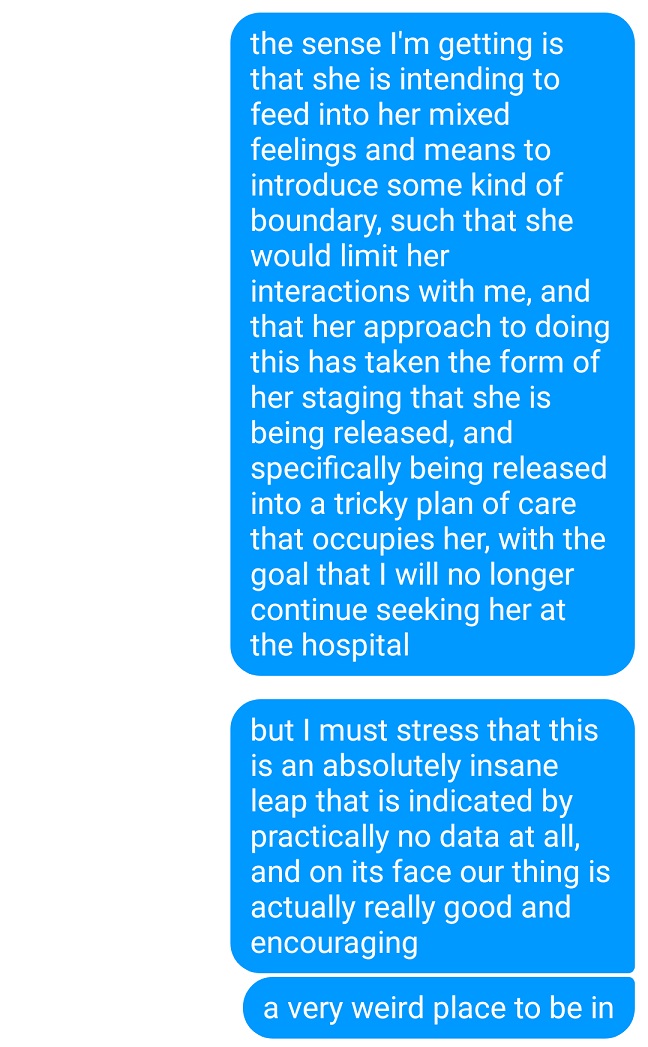 the sense I'm getting is
that she is intending to
feed into her mixed
feelings and means to
introduce some kind of
boundary, such that she
would limit her
interactions with me, and
that her approach to doing
this has taken the form of
her staging that she is
being released, and
specifically being released
into a tricky plan of care
that occupies her, with the
goal that I will no longer
continue seeking her at
the hospital
but I must stress that this
is an absolutely insane
leap that is indicated by
practically no data at all,
and on its face our thing is
actually really good and
encouraging
a very weird place to be in